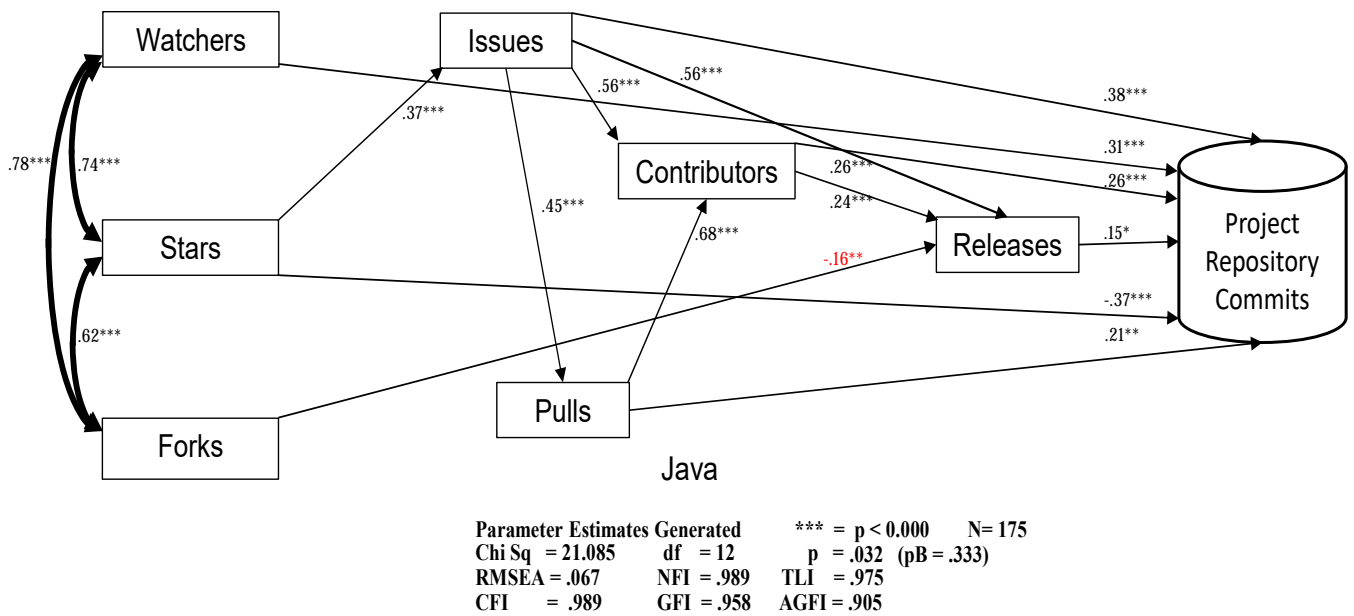 Watchers
Issues
.56***
.56***
.38***
.37***
.78***
.74***
.31***
Contributors
.26***
.26***
.24***
.45***
.68***
Stars
Releases
.15*
Project
Repository
Commits
-.16**
-.37***
.62***
.21**
Pulls
Forks
Java
Parameter Estimates Generated *** = p < 0.000 N= 175
Chi Sq = 21.085 df = 12 p = .032 (pB = .333)
RMSEA = .067 NFI = .989 TLI = .975
CFI = .989 GFI = .958 AGFI = .905